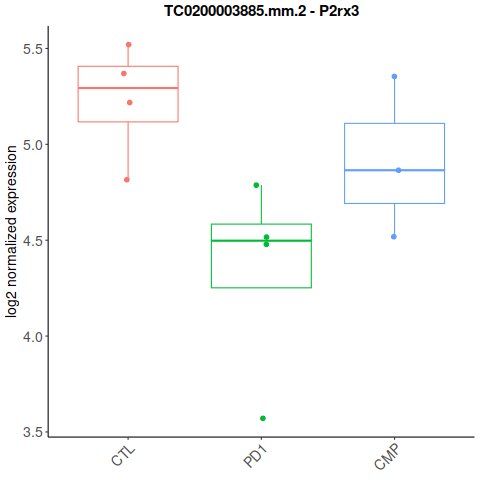 TC0200003885.mm.2 - P2rx3
log2 normalized expression
5.5
5.0
4.5
4.0
3.5
CTL
PD1
CMP